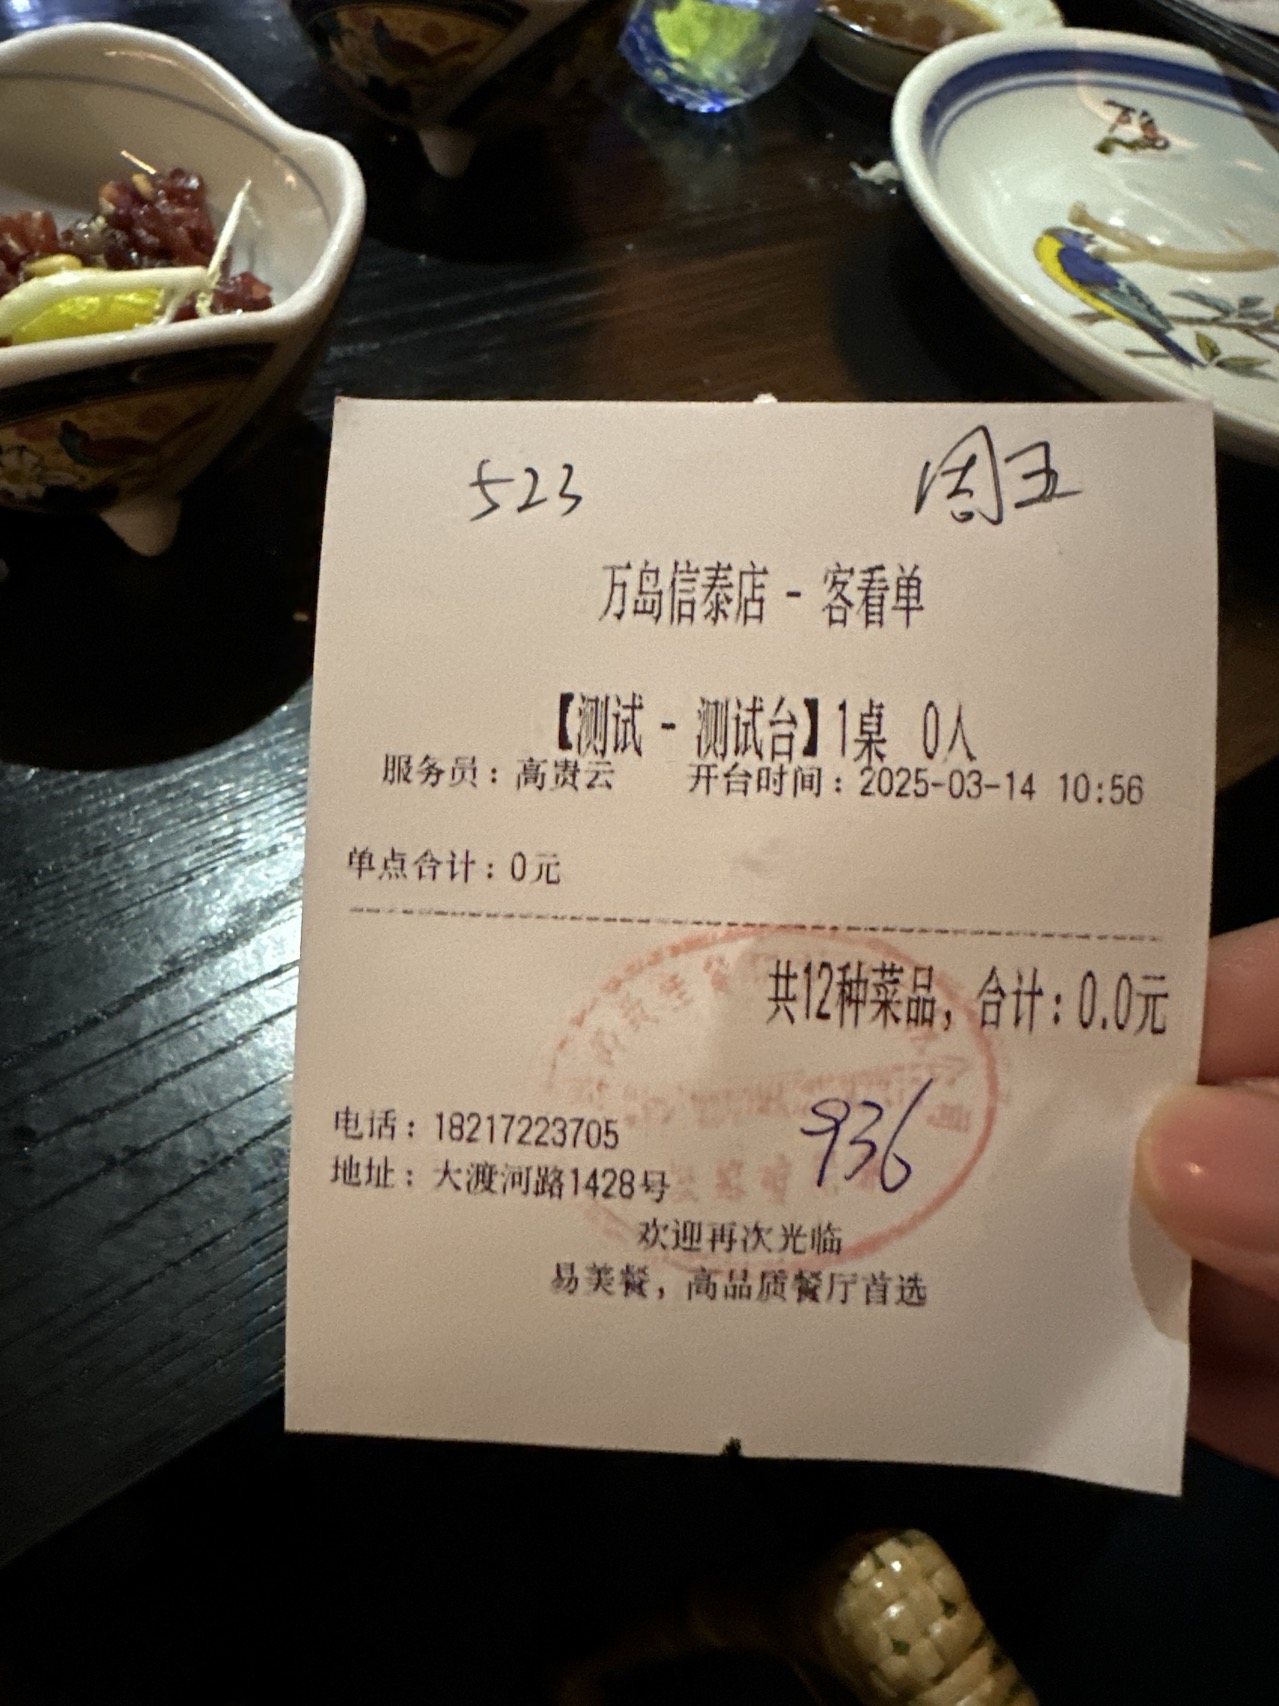 523 周五
万岛信泰店 - 客看单
【测试 - 测试台】1桌 0人
服务员：高贵云 开台时间：2025-03-14 10:56
单点合计：0元
共12种菜品，合计：0.0元
936
电话：18217223705
地址：大渡河路1428号
欢迎再次光临
易美餐，高品质餐厅首选